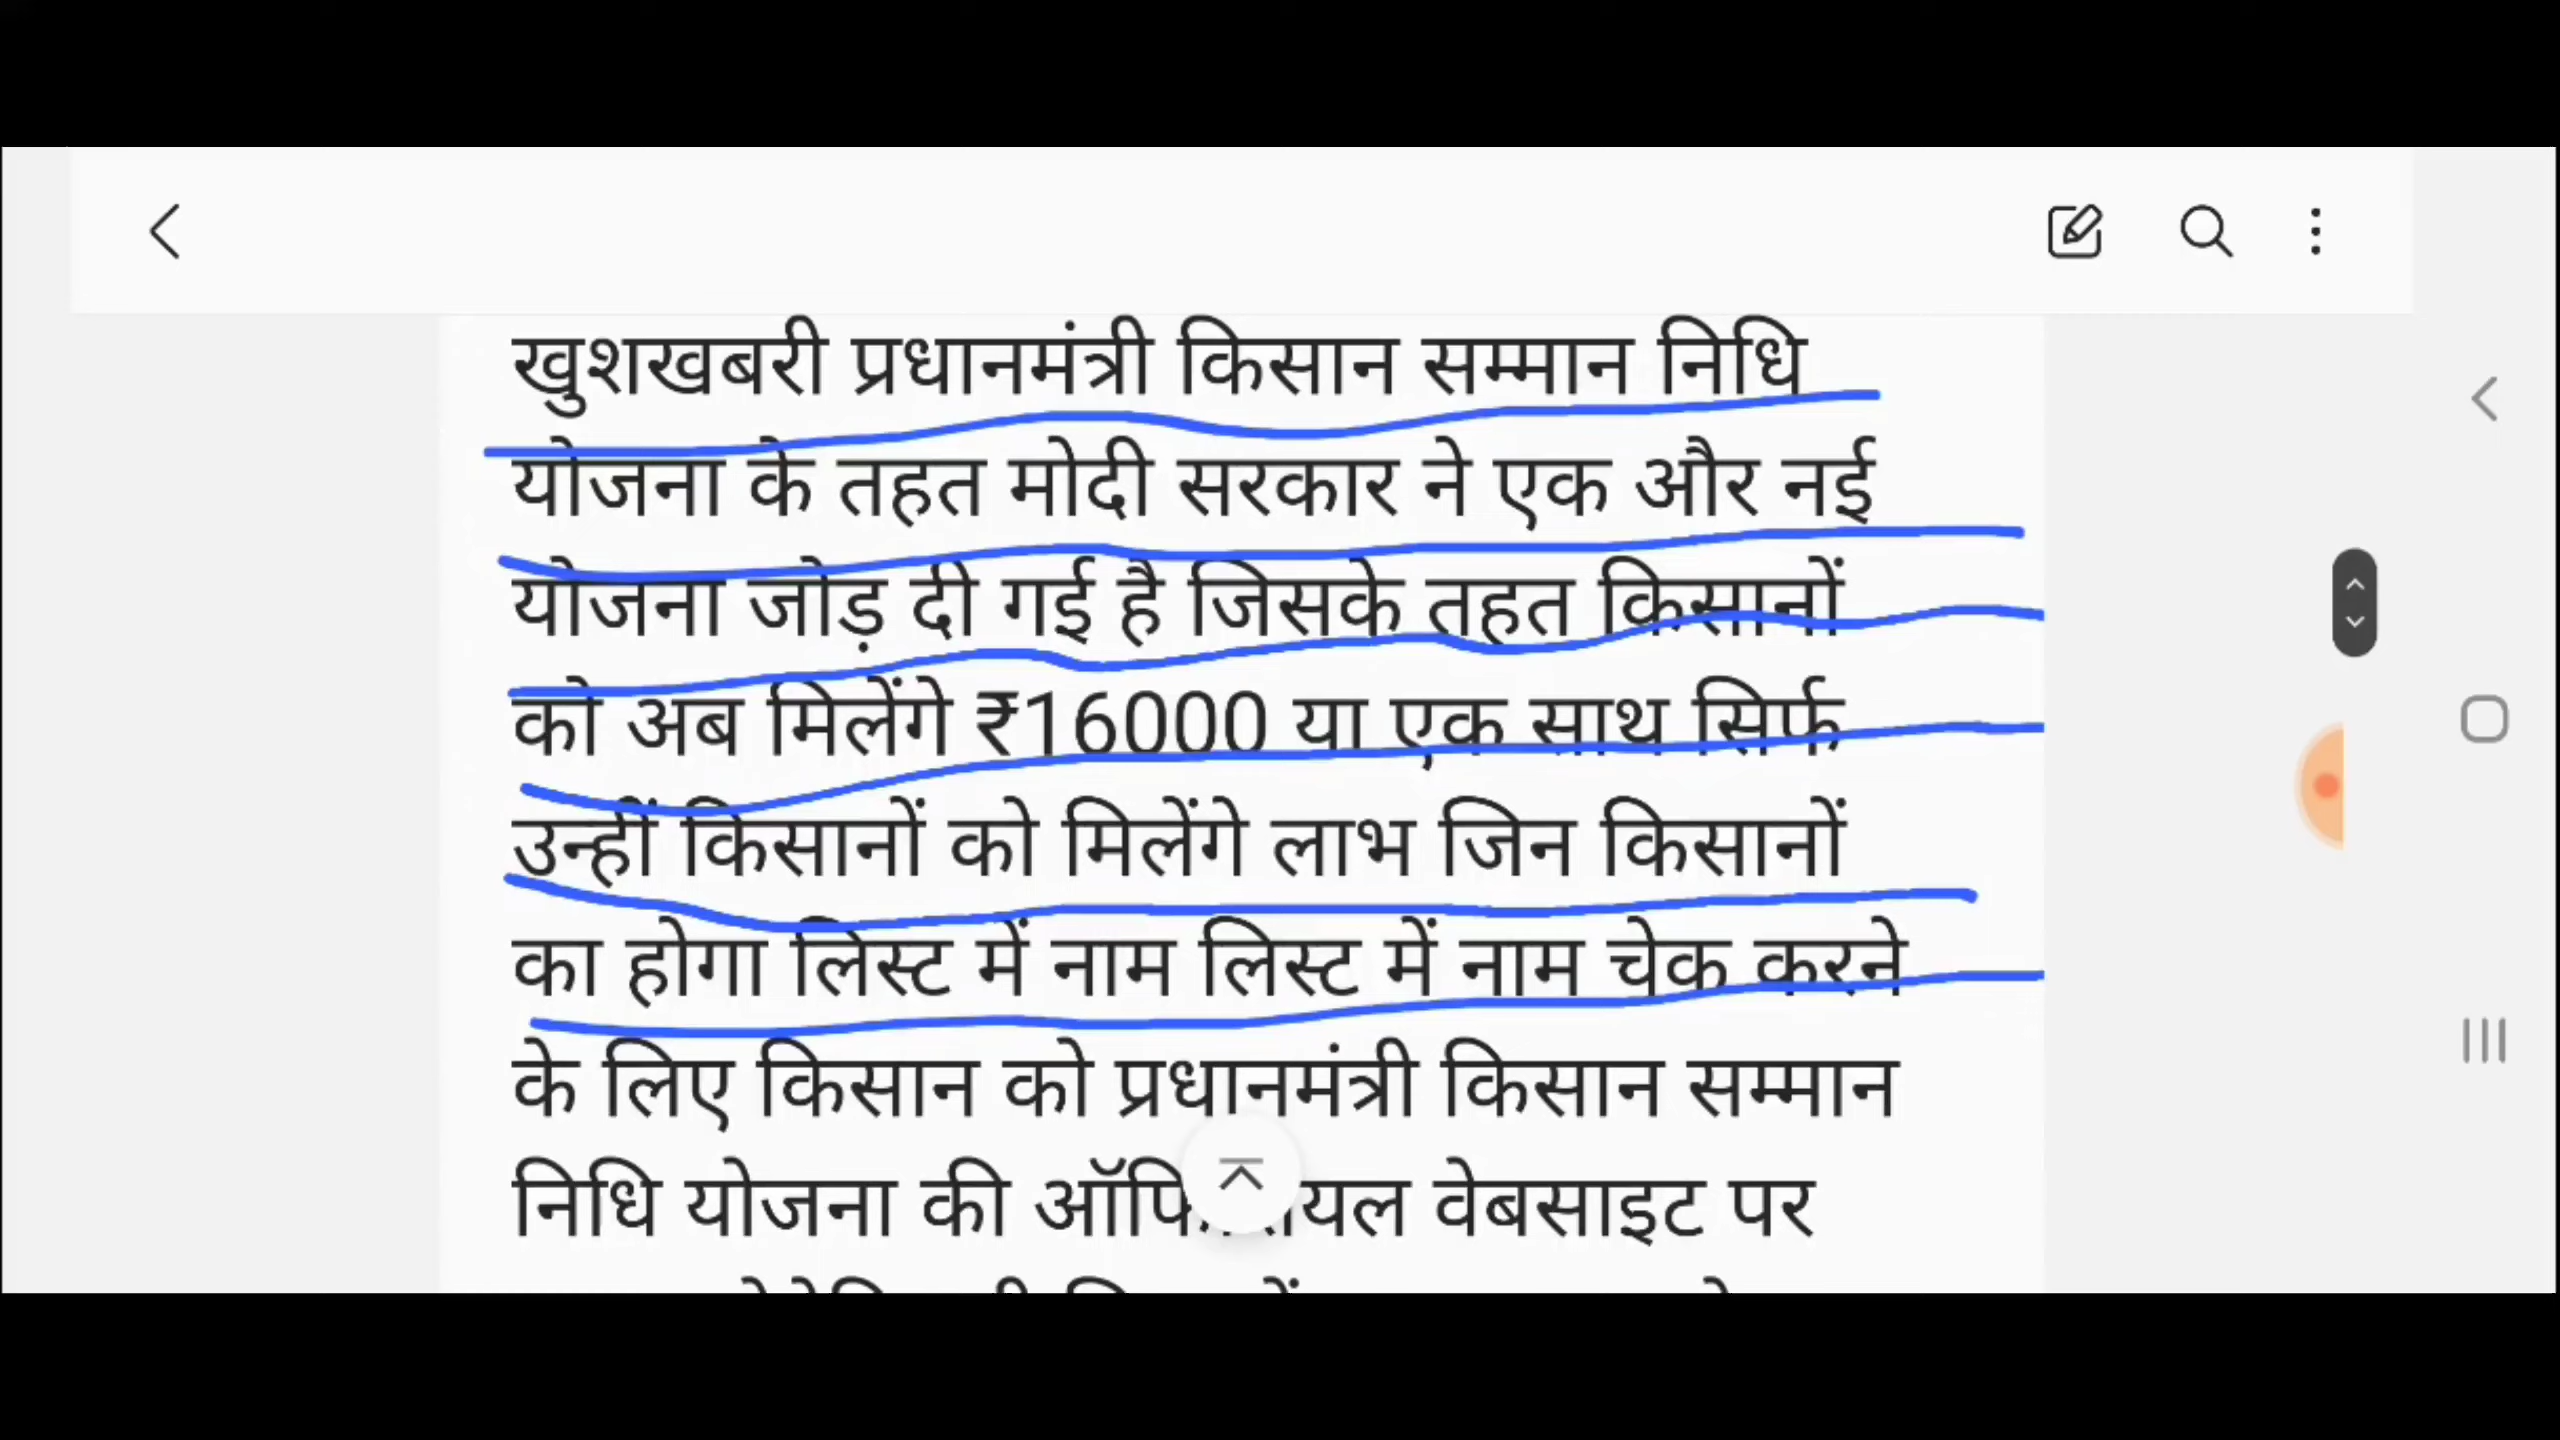 खुशखबरी प्रधानमंत्री किसान सम्मान निधि
योजना के तहत मोदी सरकार ने एक और नई
योजना जोड़ दी गई है जिसके तहत किसानों
को अब मिलेंगे ₹16000 या एक साथ सिर्फ
उन्हीं किसानों को मिलेंगे लाभ जिन किसानों
का होगा लिस्ट में नाम लिस्ट में नाम चेक करने
के लिए किसान को प्रधानमंत्री किसान सम्मान
निधि योजना की वेबसाइट पर